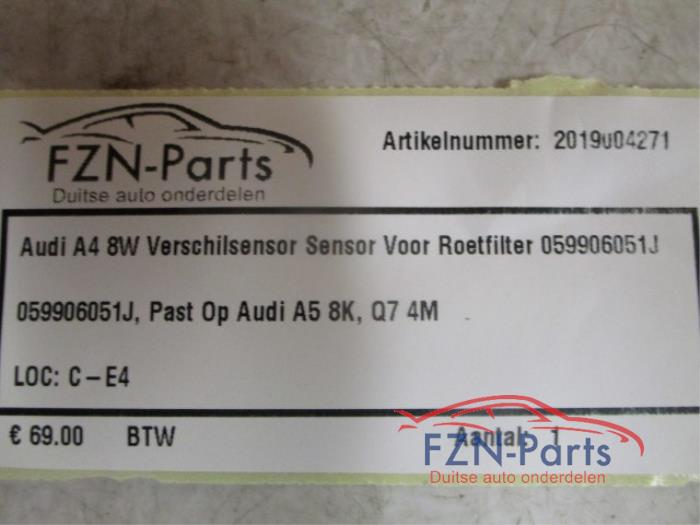 FZN-Parts
Duitse auto onderdelen
Artikelnummer: 2019004271
Audi A4 8W Verschilsensor Sensor Voor Roetfilter 059906051J
059906051J, Past Op Audi A5 8K, Q7 4M
LOC: C-E4
€ 69.00 BTW Aantal: 1
FZN-Parts
Duitse auto onderdelen